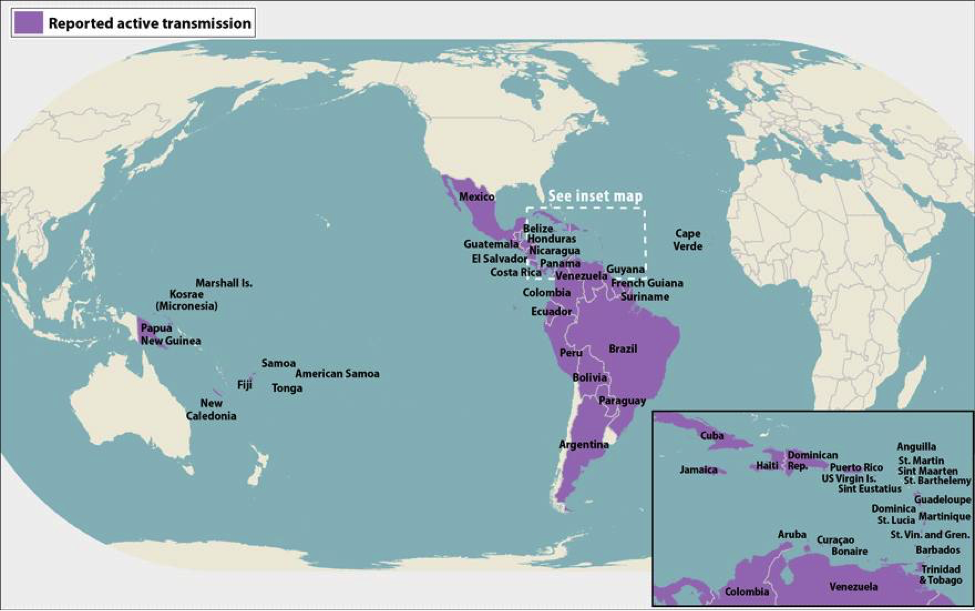 Reported active transmission
See inset map
Mexico
Belize
Guatemala
Honduras
Nicaragua
El Salvador
Panama
Costa Rica
Venezuela
Guyana
French Guiana
Suriname
Colombia
Ecuador
Peru
Brazil
Bolivia
Paraguay
Argentina
Cape
Verde
Marshall Is.
Kosrae
(Micronesia)
Papua
New Guinea
Samoa
American Samoa
Fiji
Tonga
New
Caledonia
Cuba
Jamaica
Haiti
Dominican
Rep.
Puerto Rico
US Virgin Is.
Sint Eustatius
Anguilla
St. Martin
Sint Maarten
St. Barthelemy
Guadeloupe
Dominica
Martinique
St. Lucia
St. Vin. and Gren.
Barbados
Trinidad
& Tobago
Aruba
Curaçao
Bonaire
Colombia
Venezuela